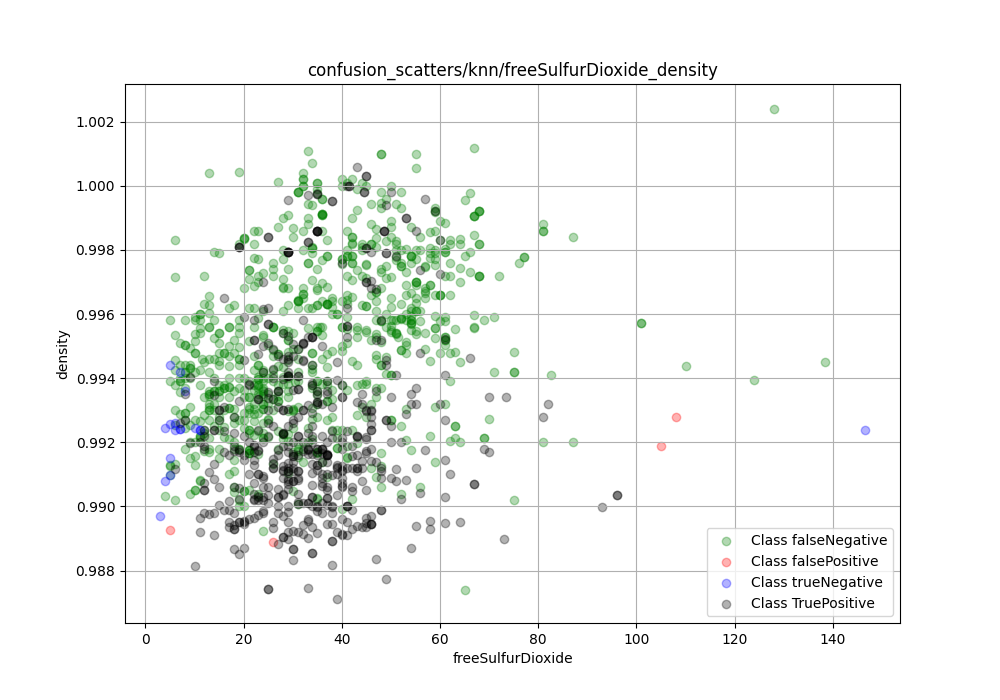 confusion_scatters/knn/freeSulfurDioxide_density
1.002
1.000
0.998
0.996
0.994
0.992
0.990
0.988
density
0 20 40 60 80 100 120 140
freeSulfurDioxide
Class falseNegative
Class falsePositive
Class trueNegative
Class TruePositive